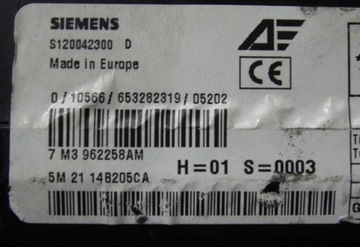 SIEMENS
S120042300 D
Made in Europe
CE
0/10566/653282319/05202
7 M3 962258AM
H=01 S=0003
5M 21 14B205CA